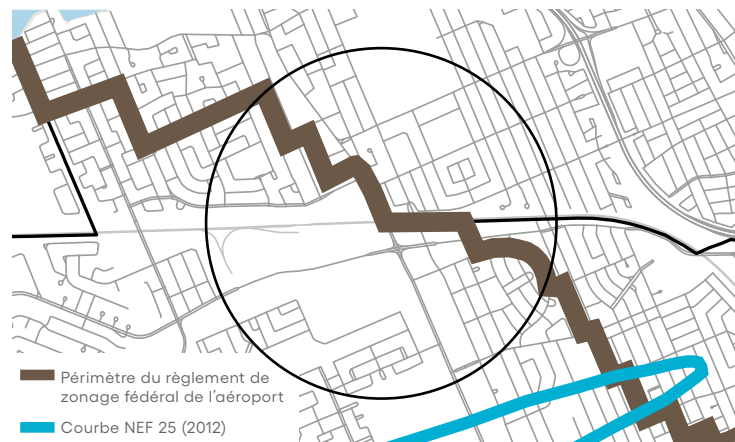 Périmètre du règlement de
zonage fédéral de l'aéroport
Courbe NEF 25 (2012)